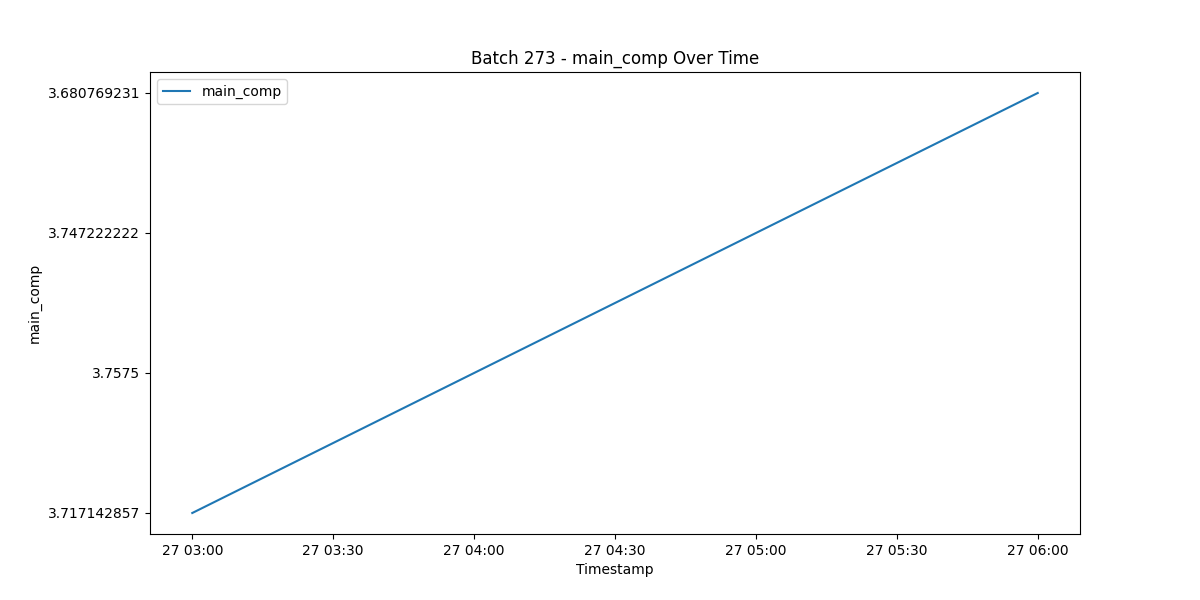 Batch 273 - main_comp Over Time
main_comp
3.680769231
3.747222222
3.7575
3.717142857
main_comp
27 03:00 27 03:30 27 04:00 27 04:30 27 05:00 27 05:30 27 06:00
Timestamp